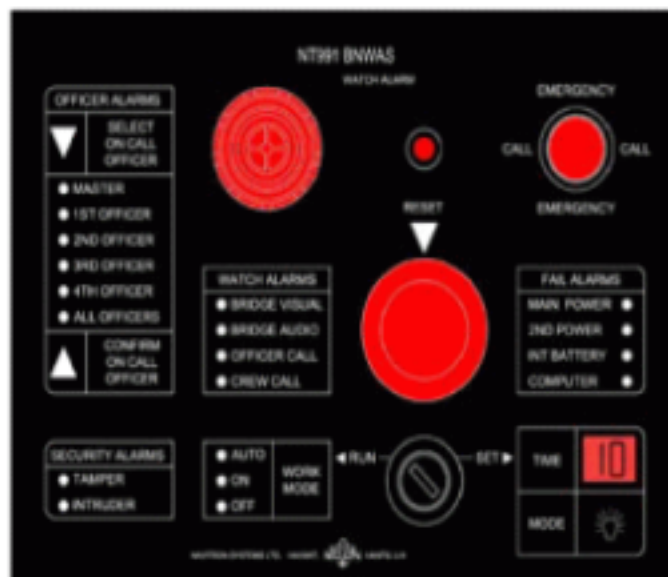 NT991 BNWAS
WATCH ALARM
OFFICER ALARMS
SELECT
ON CALL
OFFICER
MASTER
1ST OFFICER
2ND OFFICER
3RD OFFICER
4TH OFFICER
ALL OFFICERS
CONFIRM
ON CALL
OFFICER
EMERGENCY
CALL CALL
EMERGENCY
RESET
WATCH ALARMS
BRIDGE VISUAL
BRIDGE AUDIO
OFFICER CALL
CREW CALL
FAIL ALARMS
MAIN POWER
2ND POWER
INT BATTERY
COMPUTER
SECURITY ALARMS
TAMPER
INTRUDER
AUTO
ON
OFF
WORK
MODE
RUN
SET
TIME
10
MODE